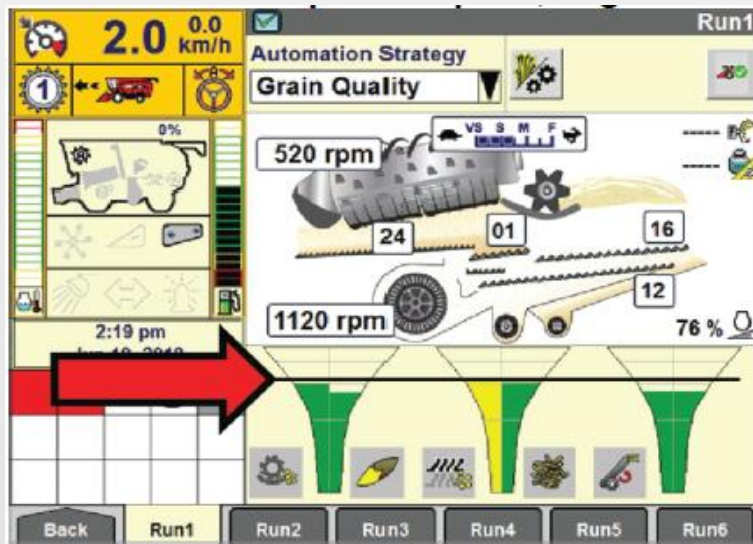 Run1
2.0
0.0
km/h
Automation Strategy
Grain Quality
1
0%
VS S M F
520 rpm
24
01
16
12
1120 rpm
76 %
2:19 pm
Back
Run1
Run2
Run3
Run4
Run5
Run6